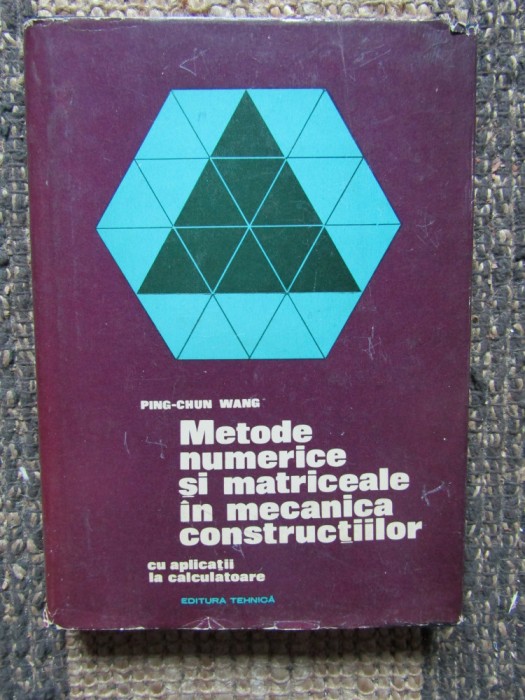 PING-CHUN WANG
Metode
numerice
și matriceale
în mecanica
construcțiilor
cu aplicații
la calculatoare
EDITURA TEHNICĂ